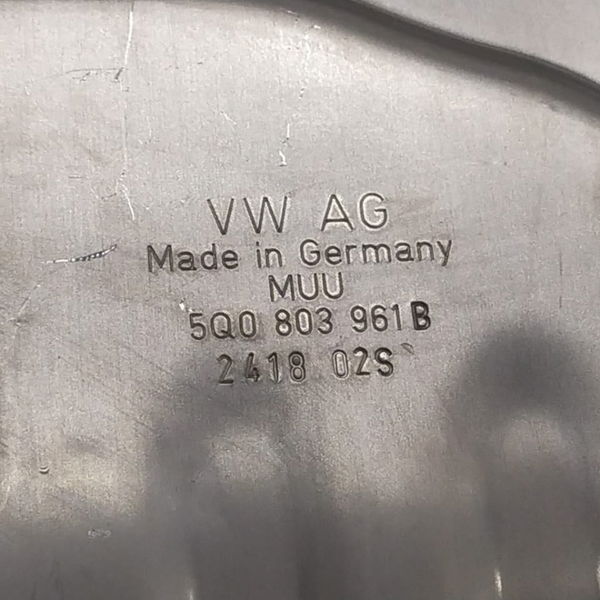 VW AG
Made in Germany
MUU
5Q0 803 961B
2418 02S